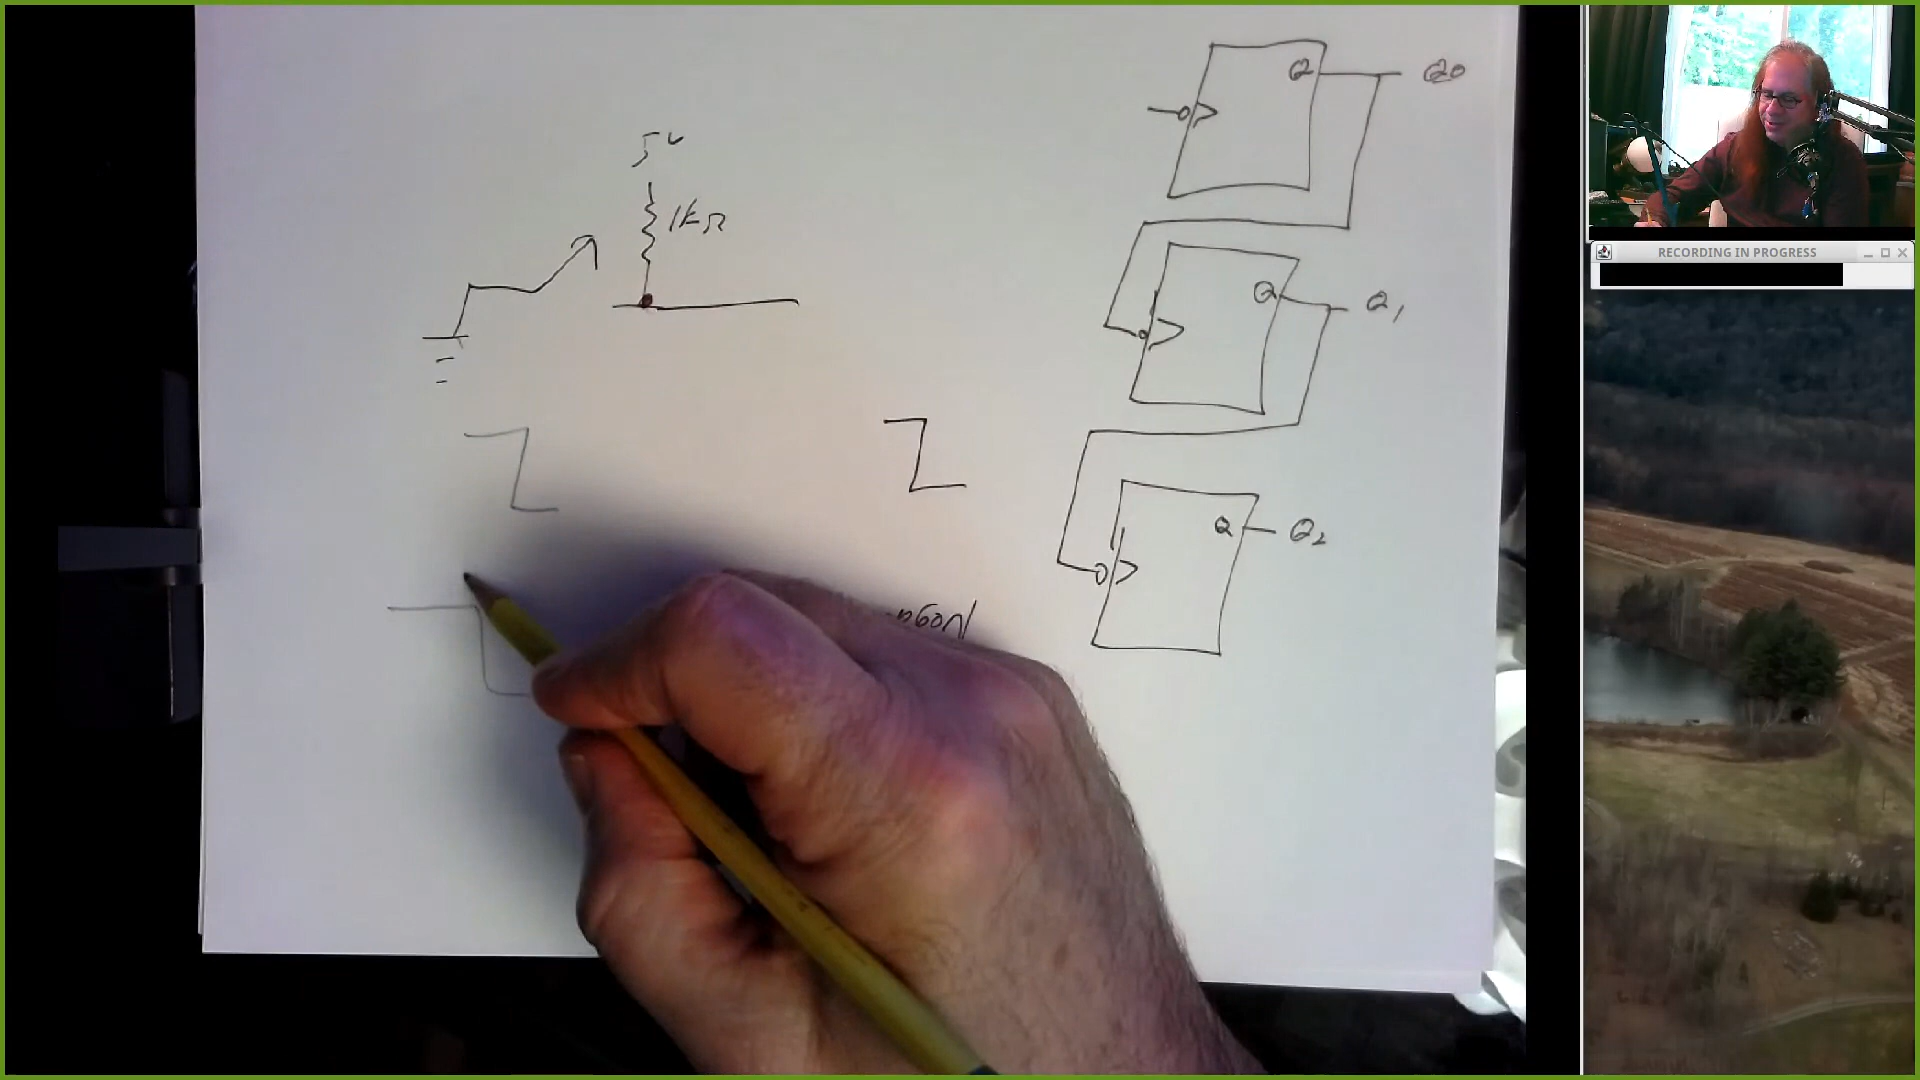 5V
1kΩ
Q
Q0
Q
Q1
Q
Q2
RECORDING IN PROGRESS